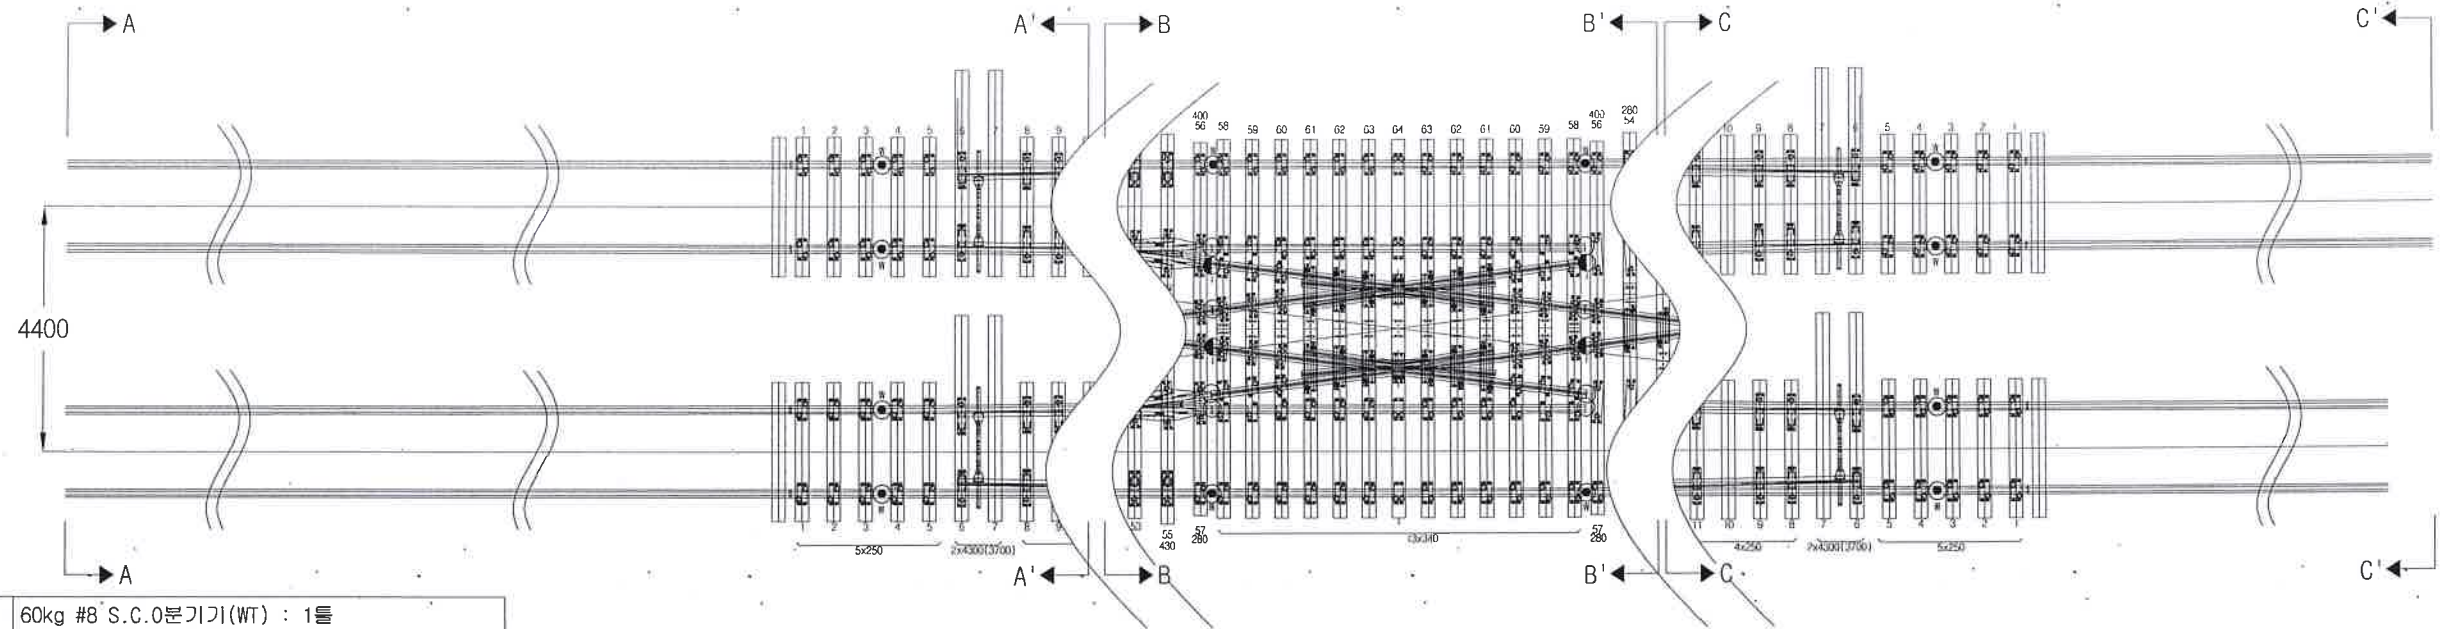 A A' B B' C C'
400 400 280
56 58 59 60 61 62 63 64 63 62 61 60 59 58 56 54
1 2 3 4 5 6 7 8 9 10 9 8 7 6 5 4 3 2 1
W W W W
W W W W
4400
W W
W W
1 2 3 4 5 6 7 8 9 53 55 57 57 11 10 9 8 7 6 5 4 3 2 1
430 280 280
5x250 2x4300(3700) 13x340 4x250 2x4300(3700) 5x250
A A' B B' C C'
60kg #8 S.C.O분기기(WT) : 1틀